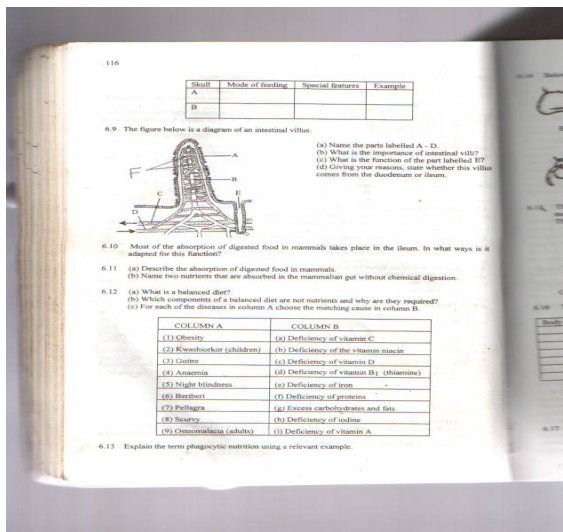 116
Skull Mode of feeding Special features Example
A
B
6.9 The figure below is a diagram of an intestinal villus.
(a) Name the parts labelled A - D.
(b) What is the importance of intestinal villi?
(c) What is the function of the part labelled E?
(d) Giving your reasons, state whether this villus
comes from the duodenum or ileum.
A
F
B
C
E
D
6.10 Most of the absorption of digested food in mammals takes place in the ileum. In what ways is it
adapted for this function?
6.11 (a) Describe the absorption of digested food in mammals.
(b) Name two nutrients that are absorbed in the mammalian gut without chemical digestion.
6.12 (a) What is a balanced diet?
(b) Which components of a balanced diet are not nutrients and why are they required?
(c) For each of the diseases in column A choose the matching cause in column B.
COLUMN A COLUMN B
(1) Obesity (a) Deficiency of vitamin C
(2) Kwashiorkor (children) (b) Deficiency of the vitamin niacin
(3) Goitre (c) Deficiency of vitamin D
(4) Anaemia (d) Deficiency of vitamin B1 (thiamine)
(5) Night blindness (e) Deficiency of iron
(6) Beriberi (f) Deficiency of proteins
(7) Pellagra (g) Excess carbohydrates and fats
(8) Scurvy (h) Deficiency of iodine
(9) Osteomalacia (adults) (i) Deficiency of vitamin A
6.13 Explain the term phagocytic nutrition using a relevant example.
6.17